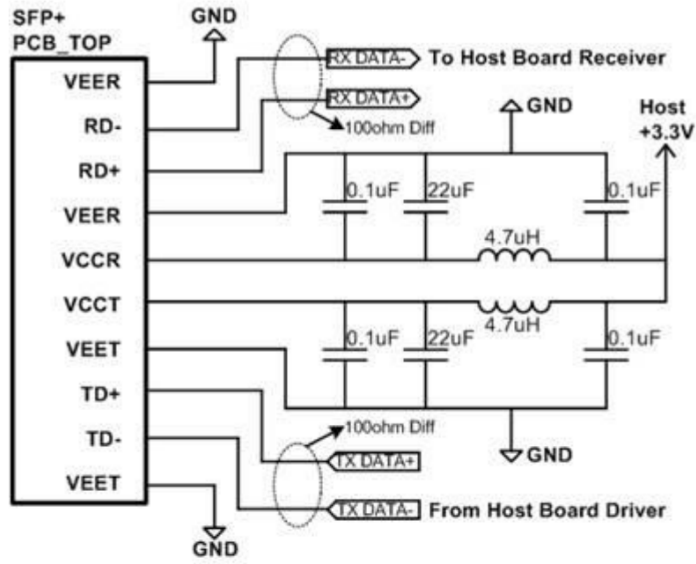 SFP+
PCB_TOP
GND
VEER
RD-
RD+
VEER
VCCR
VCCT
VEET
TD+
TD-
VEET
RX DATA-
To Host Board Receiver
RX DATA+
100ohm Diff
GND
Host
+3.3V
0.1uF
22uF
0.1uF
4.7uH
4.7uH
0.1uF
22uF
0.1uF
100ohm Diff
TX DATA+
GND
TX DATA-
From Host Board Driver
GND